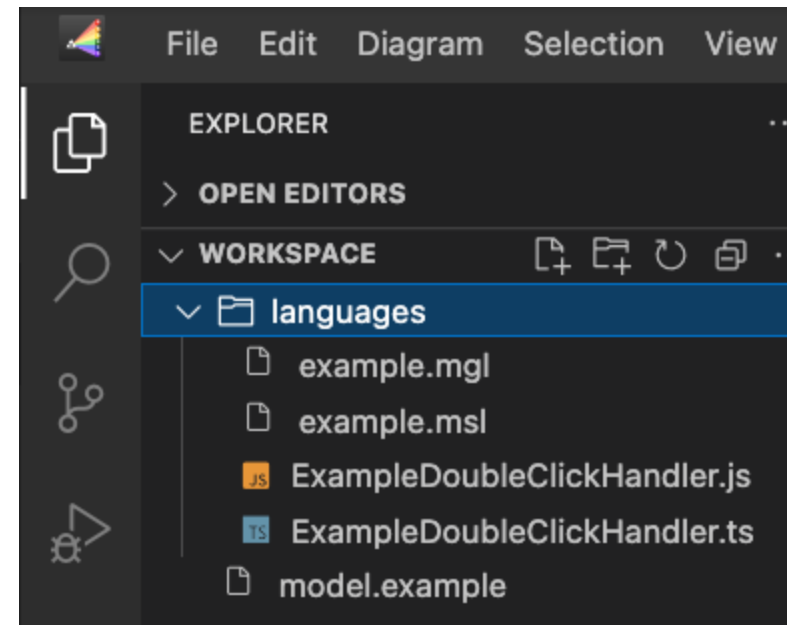 File Edit Diagram Selection View
EXPLORER
OPEN EDITORS
WORKSPACE
languages
example.mgl
example.msl
JS ExampleDoubleClickHandler.js
TS ExampleDoubleClickHandler.ts
model.example